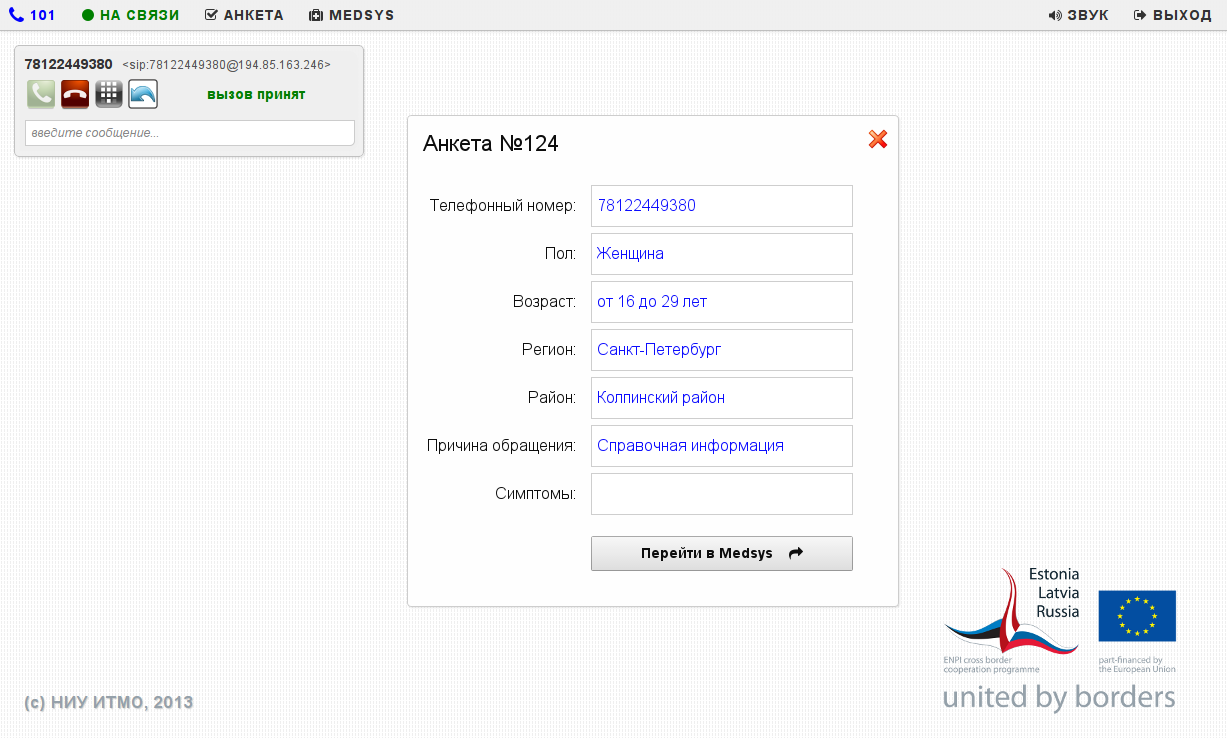 101 НА СВЯЗИ АНКЕТА MEDSYS ЗВУК ВЫХОД
78122449380 <sip:78122449380@194.85.163.246>
вызов принят
введите сообщение...
Анкета №124
Телефонный номер: 78122449380
Пол: Женщина
Возраст: от 16 до 29 лет
Регион: Санкт-Петербург
Район: Колпинский район
Причина обращения: Справочная информация
Симптомы:
Перейти в Medsys
Estonia
Latvia
Russia
ENPI cross border
cooperation programme
part-financed by
the European Union
united by borders
(c) НИУ ИТМО, 2013